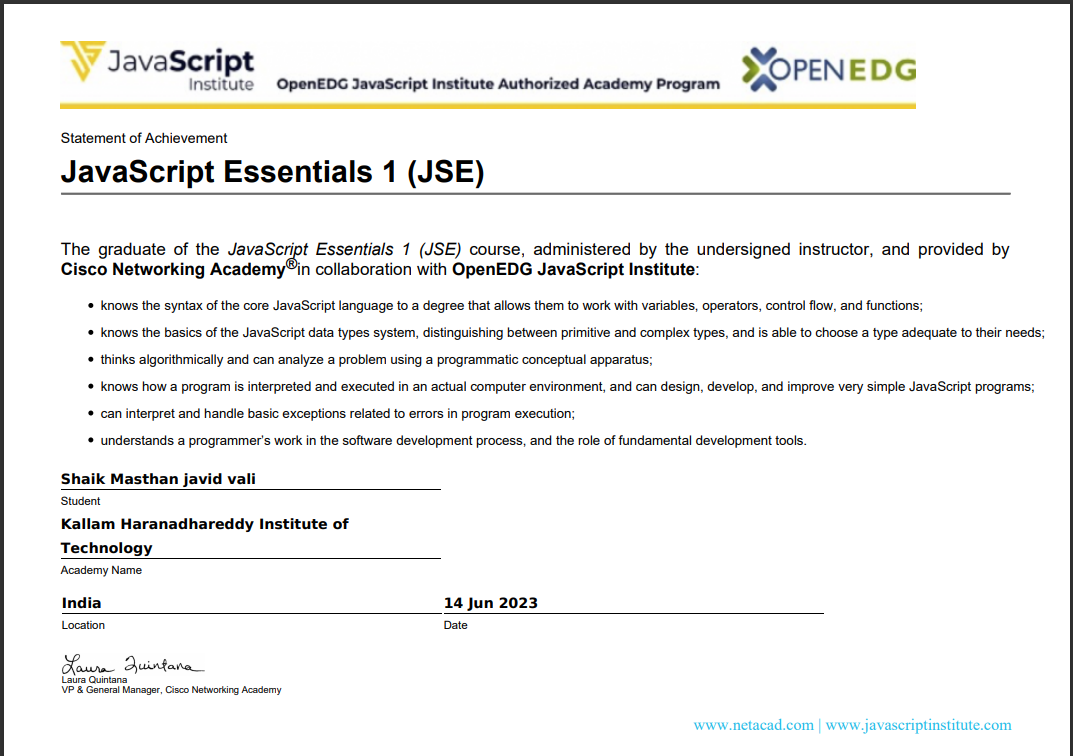 JavaScript
Institute
OpenEDG JavaScript Institute Authorized Academy Program
OPENEDG
Statement of Achievement
JavaScript Essentials 1 (JSE)
The graduate of the JavaScript Essentials 1 (JSE) course, administered by the undersigned instructor, and provided by
Cisco Networking Academy®in collaboration with OpenEDG JavaScript Institute:
• knows the syntax of the core JavaScript language to a degree that allows them to work with variables, operators, control flow, and functions;
• knows the basics of the JavaScript data types system, distinguishing between primitive and complex types, and is able to choose a type adequate to their needs;
• thinks algorithmically and can analyze a problem using a programmatic conceptual apparatus;
• knows how a program is interpreted and executed in an actual computer environment, and can design, develop, and improve very simple JavaScript programs;
• can interpret and handle basic exceptions related to errors in program execution;
• understands a programmer’s work in the software development process, and the role of fundamental development tools.
Shaik Masthan javid vali
Student
Kallam Haranadhareddy Institute of
Technology
Academy Name
India 14 Jun 2023
Location Date
Laura Quintana
Laura Quintana
VP & General Manager, Cisco Networking Academy
www.netacad.com | www.javascriptinstitute.com